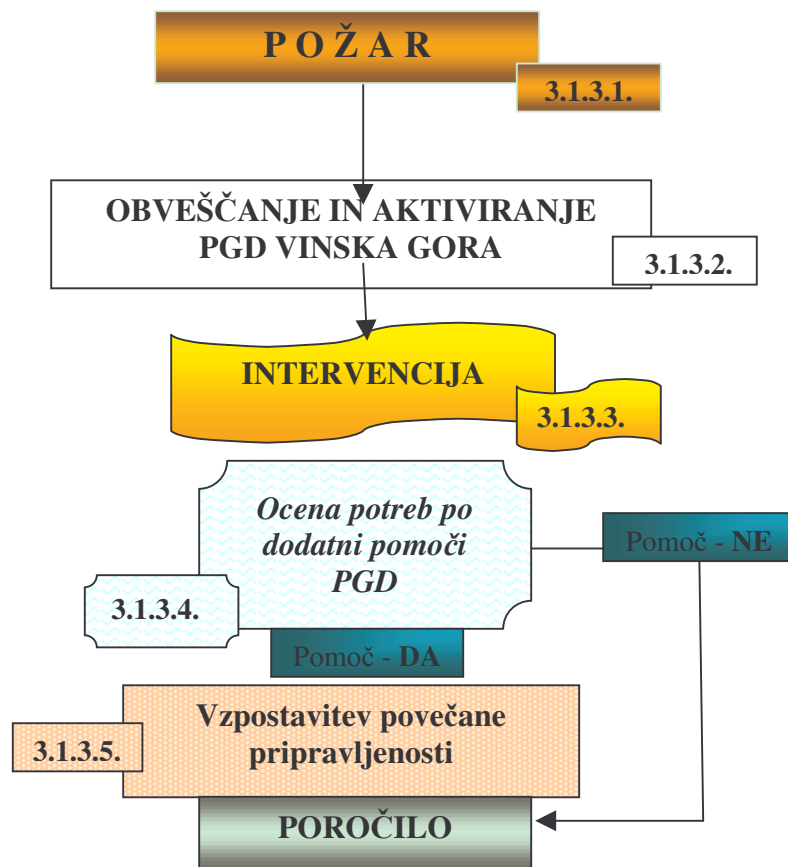 P O Ž A R
3.1.3.1.
OBVEŠČANJE IN AKTIVIRANJE
PGD VINSKA GORA
3.1.3.2.
INTERVENCIJA
3.1.3.3.
Ocena potreb po
dodatni pomoči
PGD
Pomoč - NE
3.1.3.4.
Pomoč - DA
Vzpostavitev povečane
pripravljenosti
3.1.3.5.
POROČILO